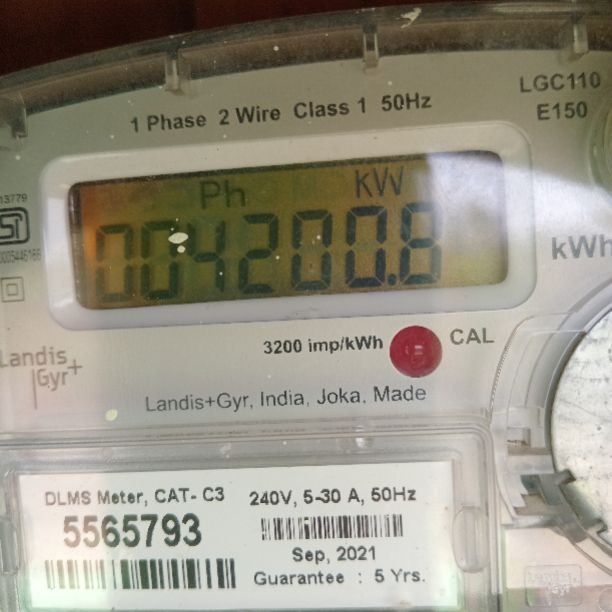 LGC110
E150
1 Phase 2 Wire Class 1 50Hz
Ph KW
004200.8
kWh
3200 imp/kWh
CAL
Landis
Gyr+
Landis+Gyr, India, Joka, Made
DLMS Meter, CAT- C3
240V, 5-30 A, 50Hz
5565793
Sep, 2021
Guarantee : 5 Yrs.